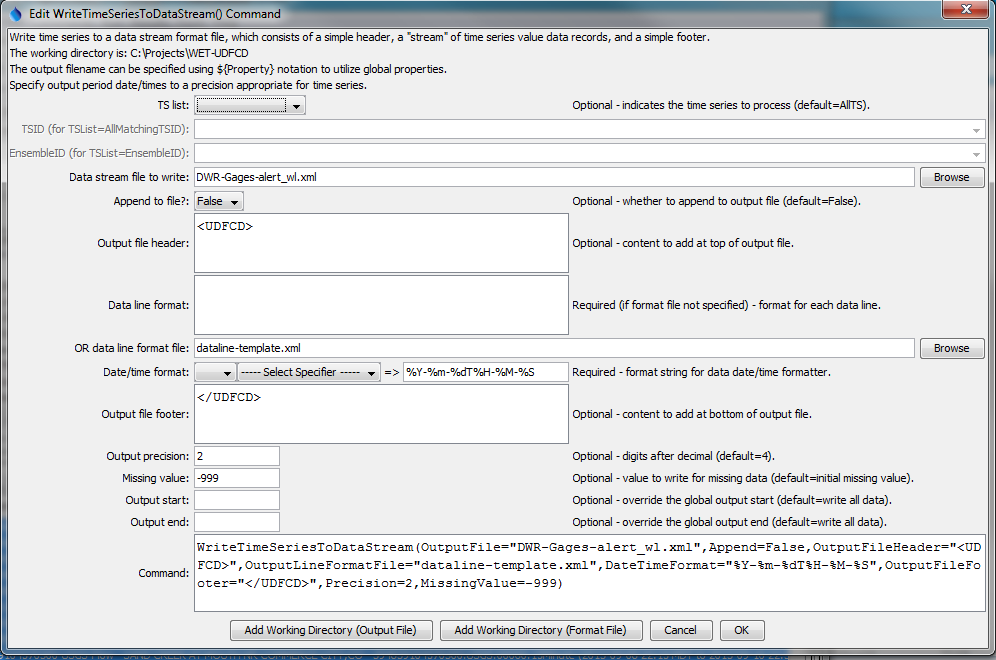 Edit WriteTimeSeriesToDataStream() Command
Write time series to a data stream format file, which consists of a simple header, a "stream" of time series value data records, and a simple footer.
The working directory is: C:\Projects\WET-UDFCD
The output filename can be specified using ${Property} notation to utilize global properties.
Specify output period date/times to a precision appropriate for time series.
TS list: Optional - indicates the time series to process (default=AllTS).
TSID (for TSList=AllMatchingTSID):
EnsembleID (for TSList=EnsembleID):
Data stream file to write: DWR-Gages-alert_wl.xml Browse
Append to file?: False Optional - whether to append to output file (default=False).
<UDFCD>
Output file header: Optional - content to add at top of output file.
Data line format: Required (if format file not specified) - format for each data line.
OR data line format file: dataline-template.xml Browse
Date/time format: ----- Select Specifier ----- => %Y-%m-%dT%H-%M-%S Required - format string for data date/time formatter.
</UDFCD>
Output file footer: Optional - content to add at bottom of output file.
Output precision: 2 Optional - digits after decimal (default=4).
Missing value: -999 Optional - value to write for missing data (default=initial missing value).
Output start: Optional - override the global output start (default=write all data).
Output end: Optional - override the global output end (default=write all data).
WriteTimeSeriesToDataStream(OutputFile="DWR-Gages-alert_wl.xml",Append=False,OutputFileHeader="<UD
FCD>",OutputLineFormatFile="dataline-template.xml",DateTimeFormat="%Y-%m-%dT%H-%M-%S",OutputFileFo
Command: oter="</UDFCD>",Precision=2,MissingValue=-999)
Add Working Directory (Output File) Add Working Directory (Format File) Cancel OK